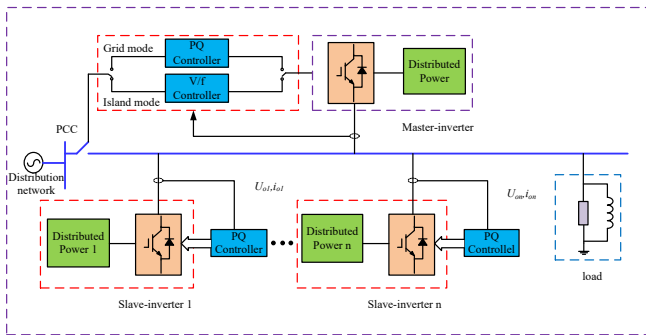 Grid mode
PQ
Controller
V/f
Controller
Island mode
Distributed
Power
Master-inverter
PCC
Distribution
network
Uo1,io1
Uon,ion
Distributed
Power 1
PQ
Controller
Distributed
Power n
PQ
Controllel
load
Slave-inverter 1
Slave-inverter n